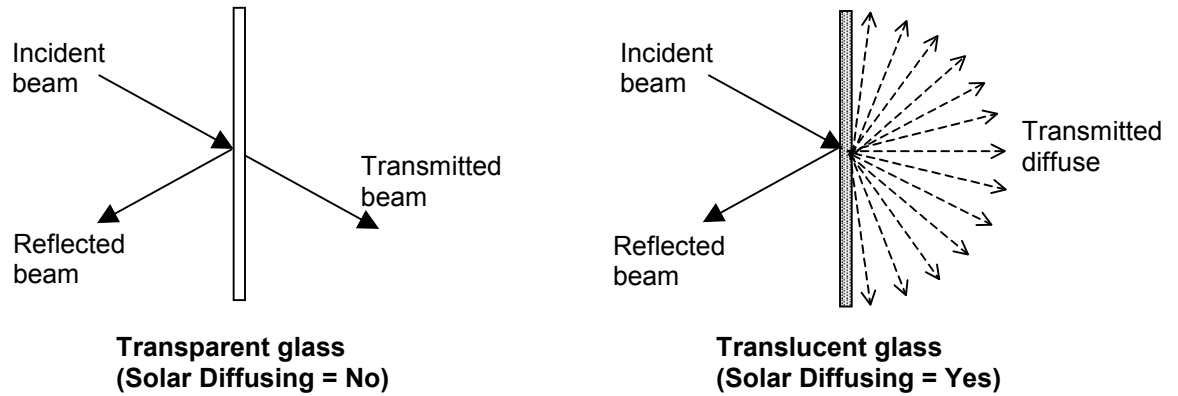 Incident
beam
Transmitted
beam
Reflected
beam
Transparent glass
(Solar Diffusing = No)
Incident
beam
Transmitted
diffuse
Reflected
beam
Translucent glass
(Solar Diffusing = Yes)